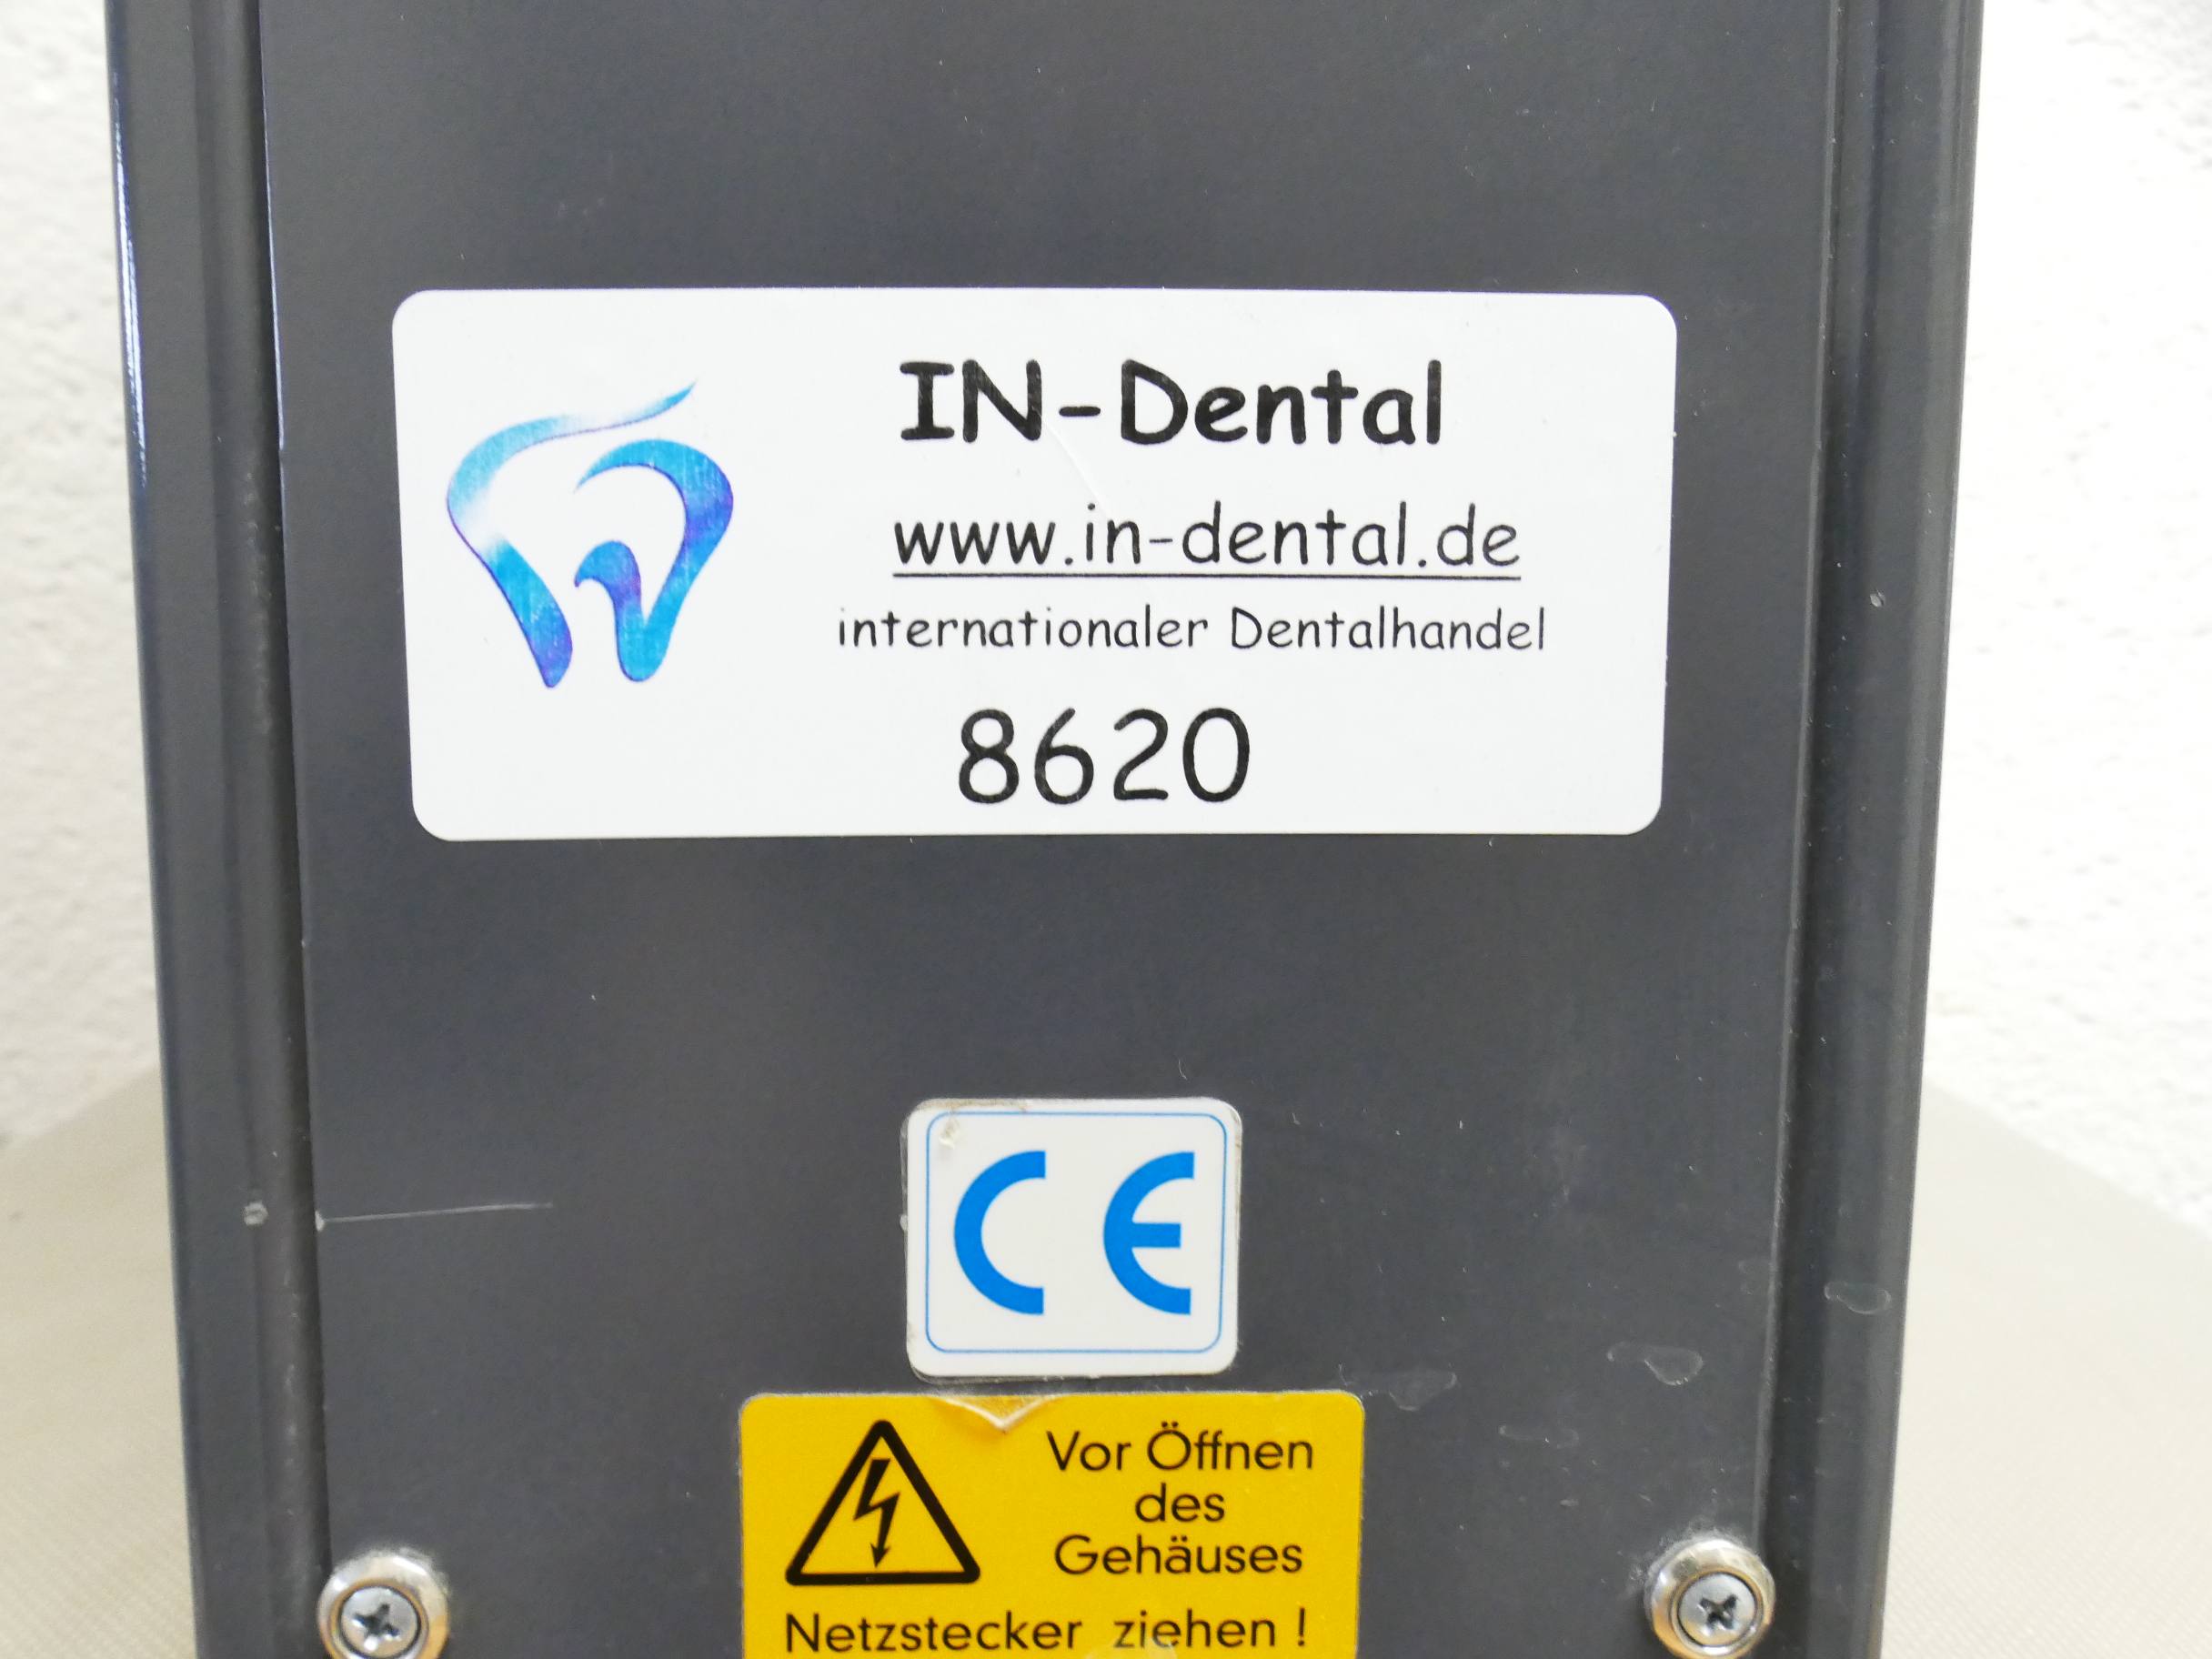 IN-Dental
www.in-dental.de
internationaler Dentalhandel
8620
CE
Vor Öffnen
des
Gehäuses
Netzstecker ziehen !